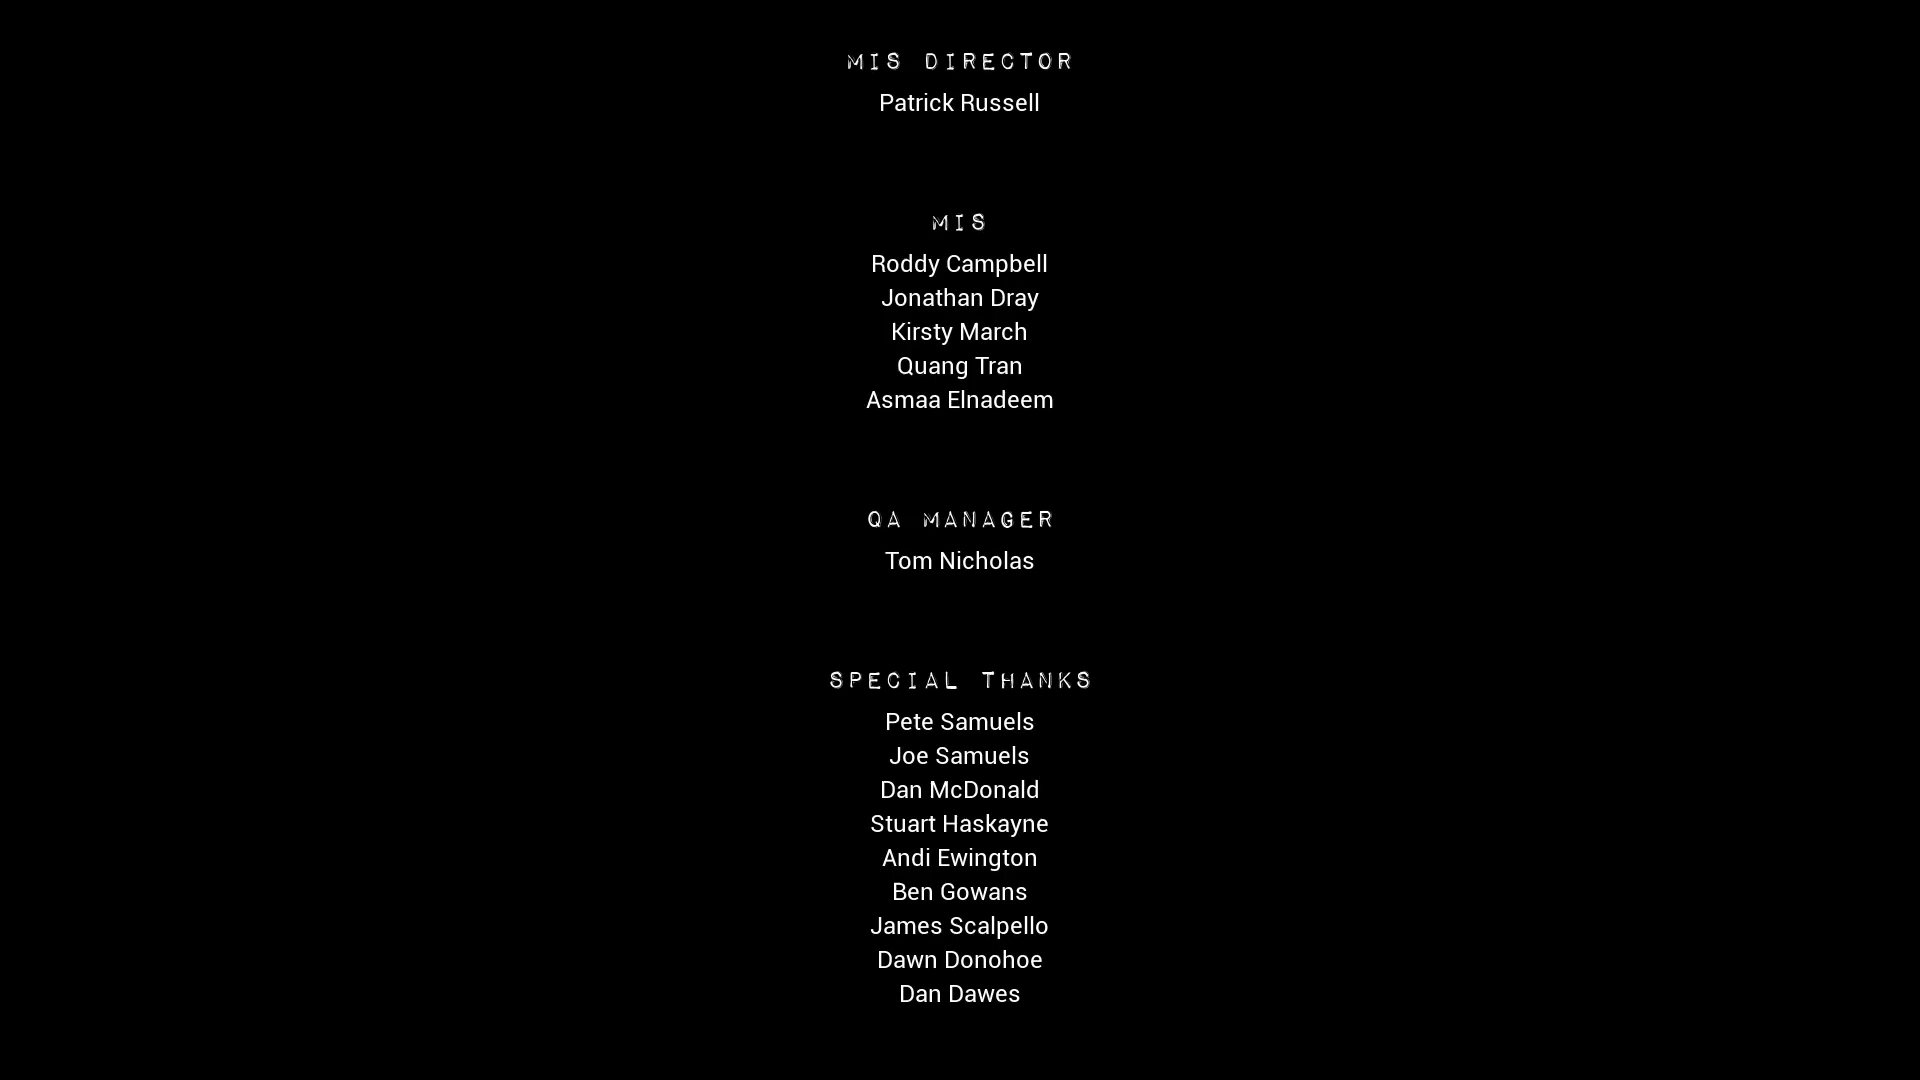 MIS DIRECTOR
Patrick Russell
MIS
Roddy Campbell
Jonathan Dray
Kirsty March
Quang Tran
Asmaa Elnadeem
QA MANAGER
Tom Nicholas
SPECIAL THANKS
Pete Samuels
Joe Samuels
Dan McDonald
Stuart Haskayne
Andi Ewington
Ben Gowans
James Scalpello
Dawn Donohoe
Dan Dawes